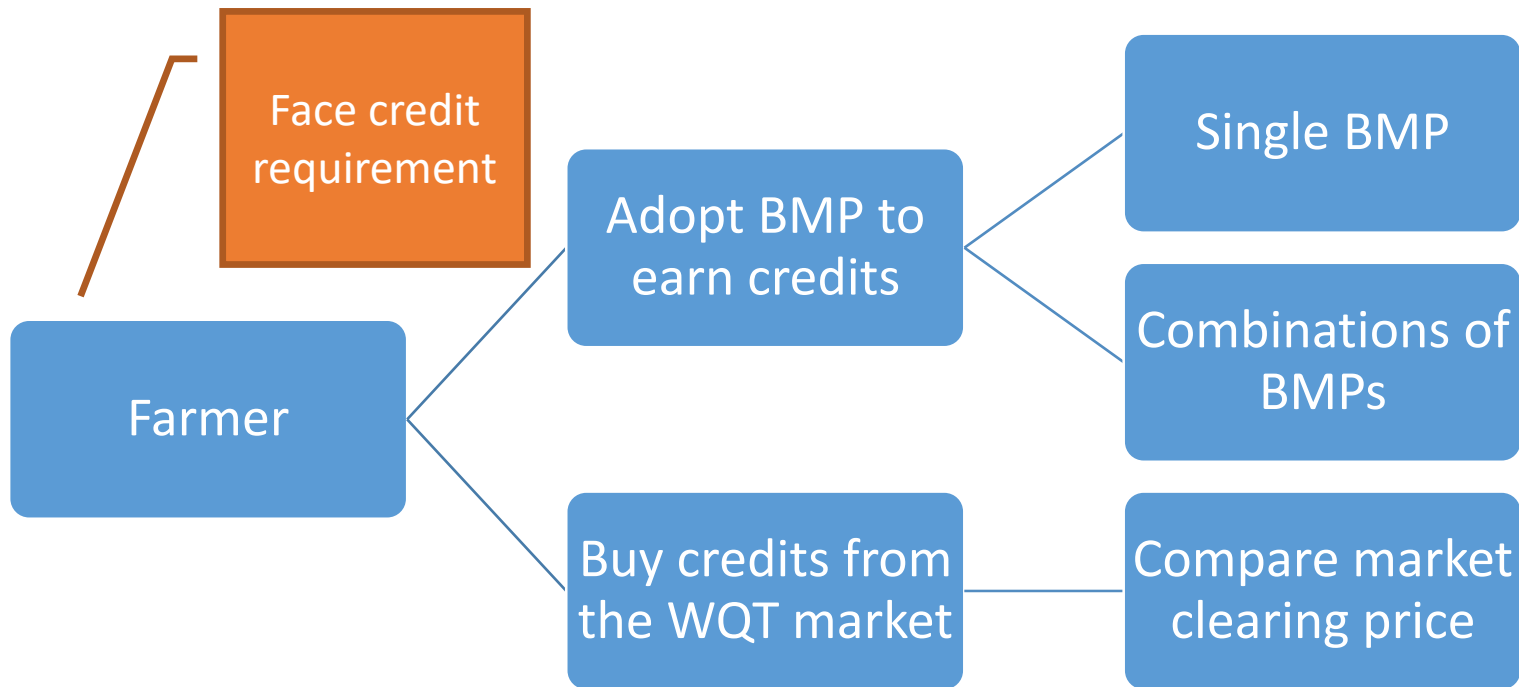 Face credit
requirement
Farmer
Adopt BMP to
earn credits
Buy credits from
the WQT market
Single BMP
Combinations of
BMPs
Compare market
clearing price